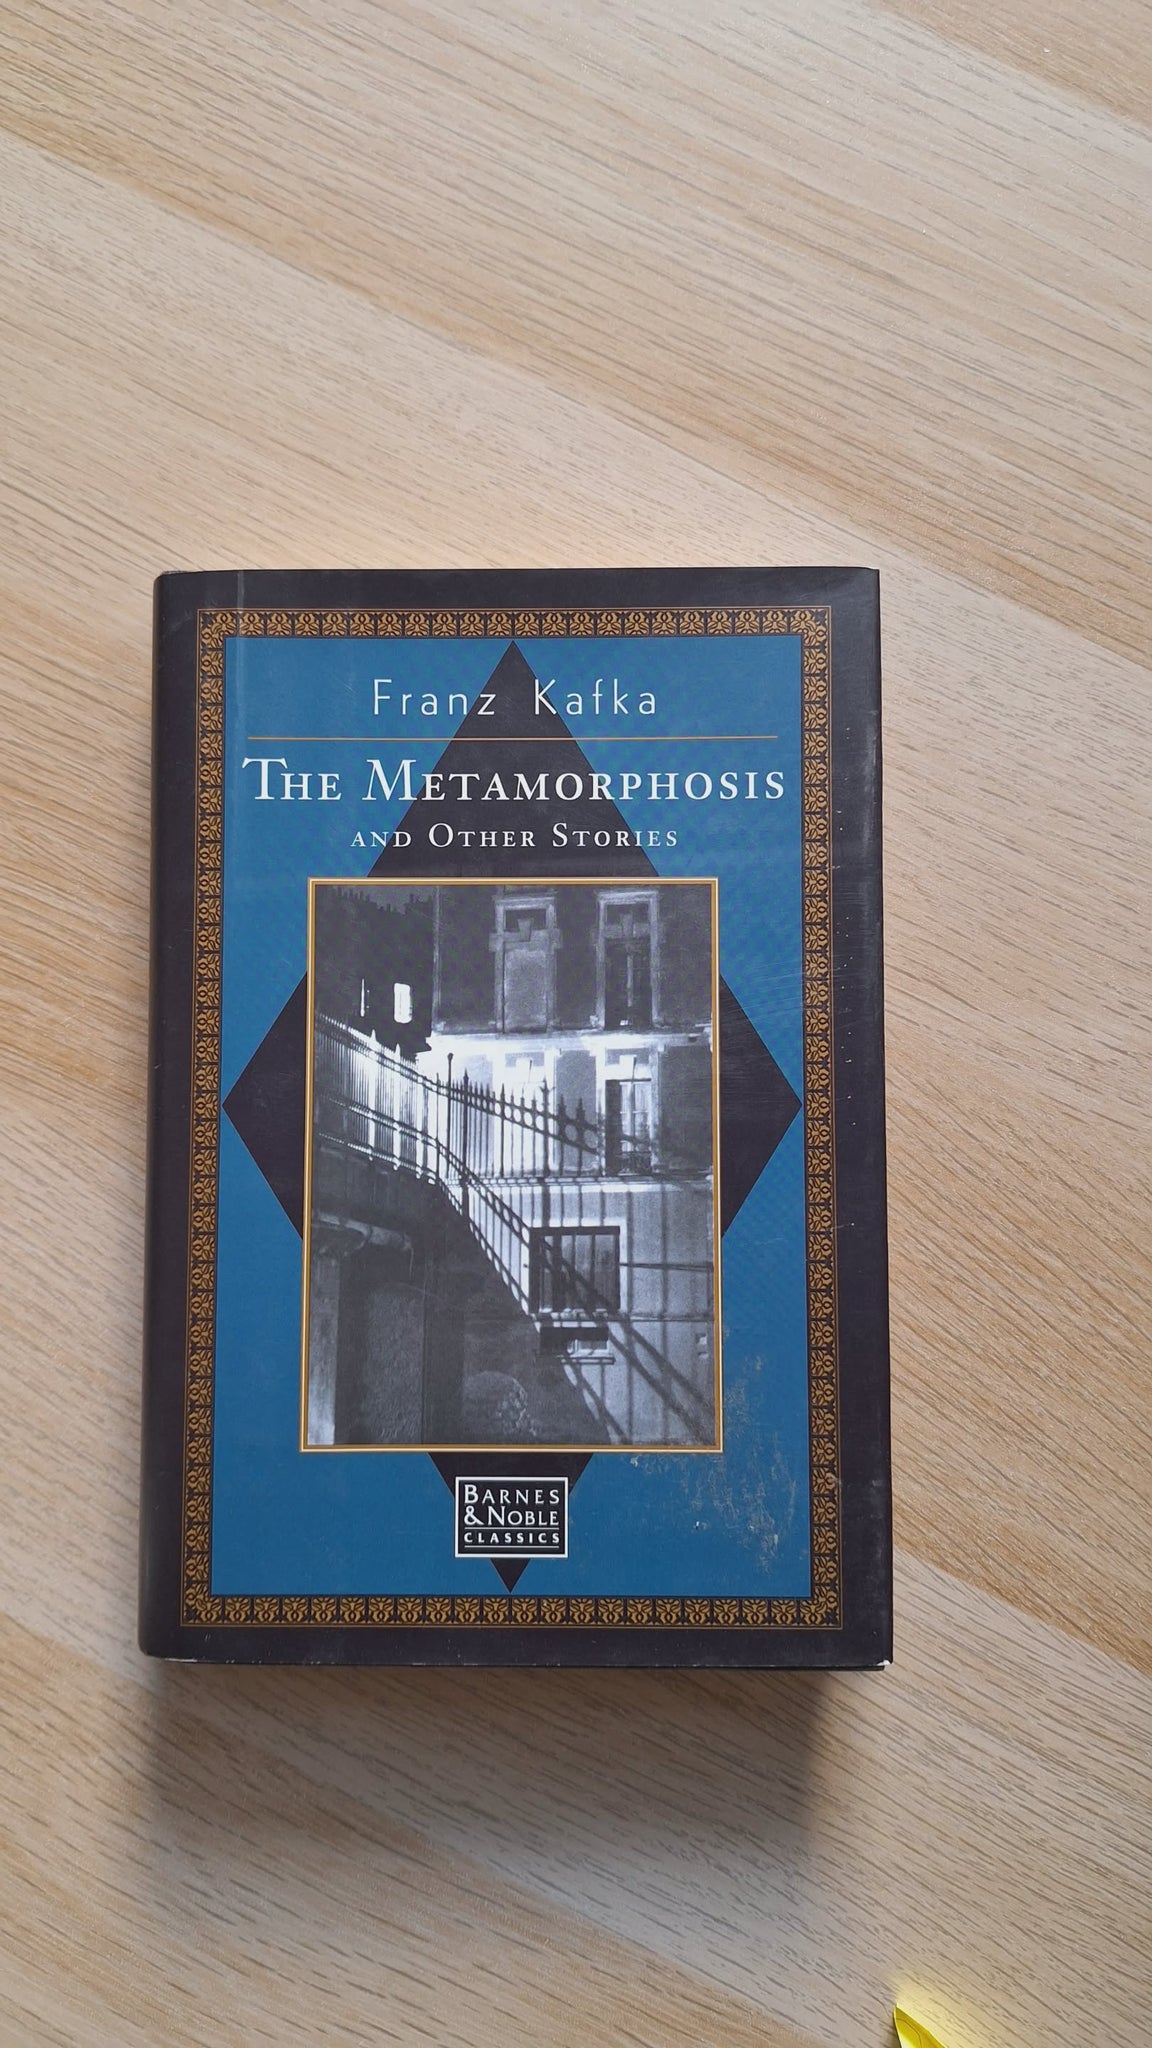 Franz Kafka
THE METAMORPHOSIS
AND OTHER STORIES
BARNES
& NOBLE
CLASSICS